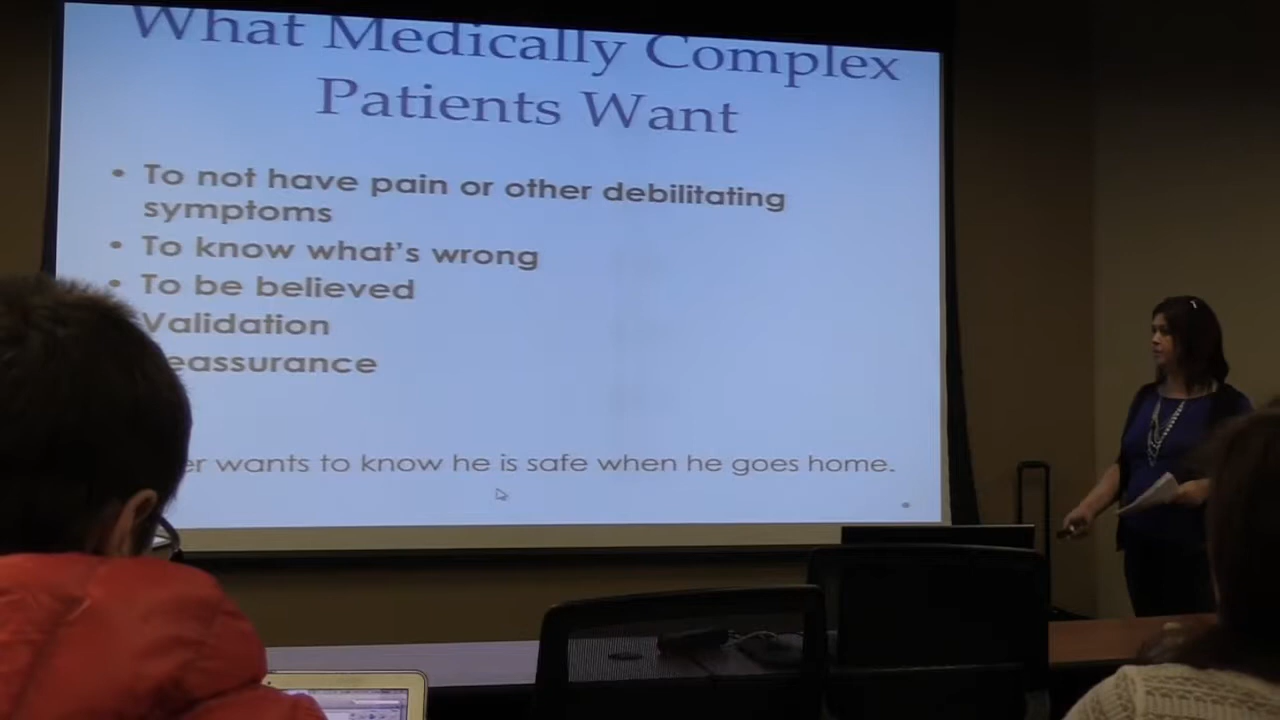 What Medically Complex
Patients Want
• To not have pain or other debilitating
symptoms
• To know what's wrong
• To be believed
Validation
eassurance
er wants to know he is safe when he goes home.